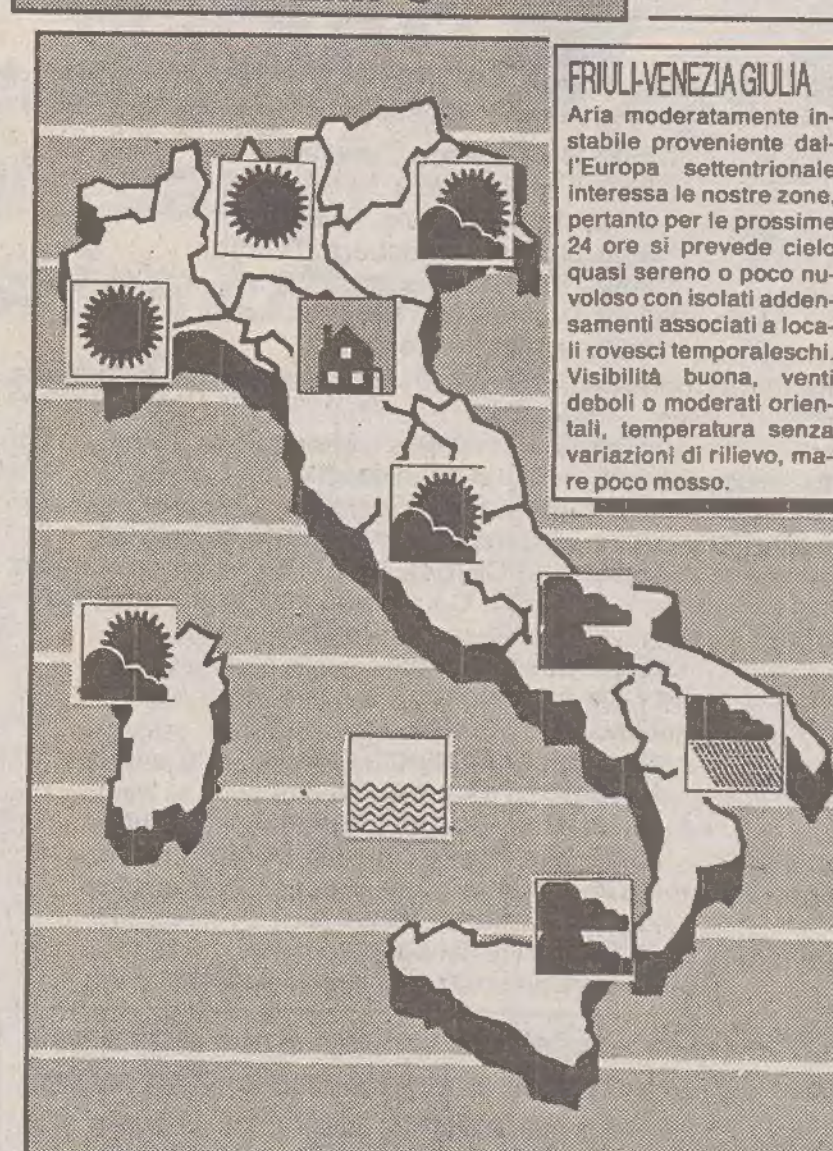 FRIULI-VENEZIA GIULIA
Aria moderatamente in-
stabile proveniente dal-
l'Europa settentrionale
interessa le nostre zone,
pertanto per le prossime
24 ore si prevede cielo
quasi sereno o poco nu-
voloso con isolati adden-
samenti associati a loca-
li rovesci temporaleschi.
Visibilità buona, venti
deboli o moderati orien-
tali, temperatura senza
variazioni di rilievo, ma-
re poco mosso.